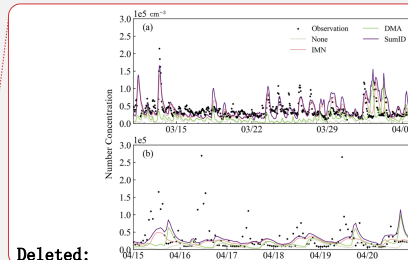 1e5 cm⁻³
3.0
(a)
Observation
None
IMN
DMA
SumID
2.5
2.0
1.5
1.0
0.5
0.0
03/15
03/22
03/29
Number Concentration
1e5
3.0
(b)
2.5
2.0
1.5
1.0
0.5
0.0
04/15
04/16
04/17
04/18
04/19
04/20
Deleted: